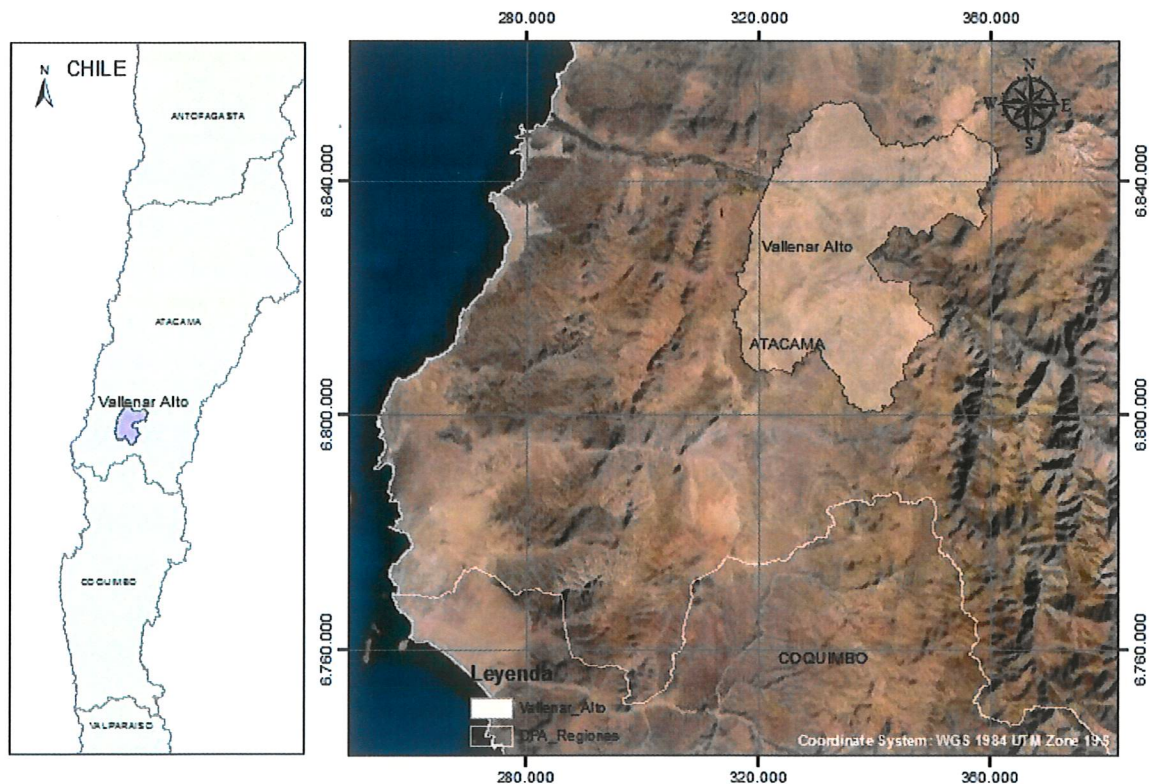 N
CHILE
ANTOFAGASTA
ATACAMA
Vallenar Alto
COQUIMBO
VALPARAISO
280.000 320.000 360.000
6.840.000
6.800.000
6.760.000
N
W E
S
Vallenar Alto
ATACAMA
COQUIMBO
Leyenda
Vallenar_Alto
DPA_Regiones
Coordinate System: WGS 1984 UTM Zone 19S
6.840.000
6.800.000
6.760.000
280.000 320.000 360.000